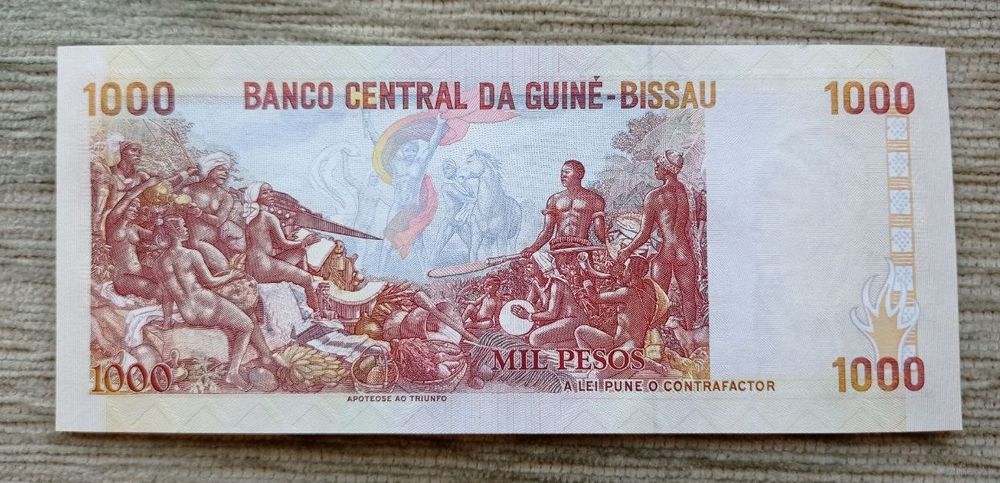 1000 BANCO CENTRAL DA GUINÉ-BISSAU 1000
MIL PESOS
1000 A LEI PUNE O CONTRAFACTOR 1000
APOTEOSE AO TRIUNFO